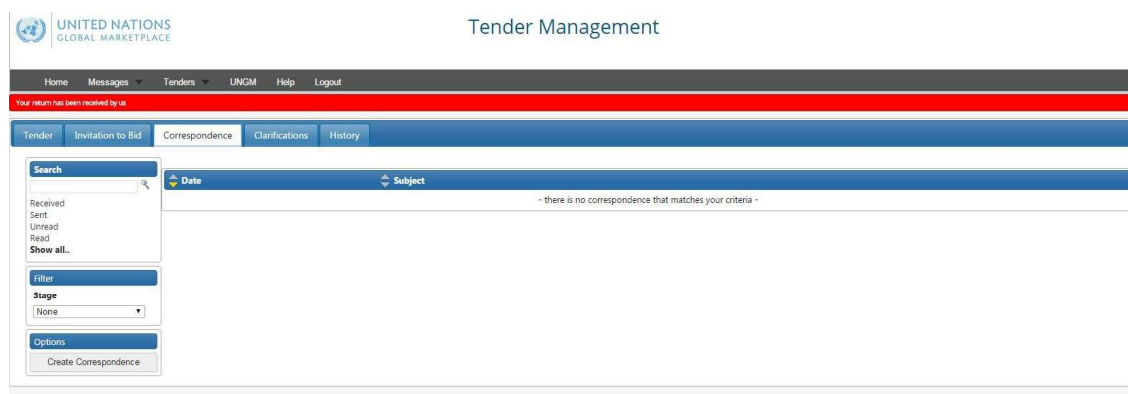 UNITED NATIONS
GLOBAL MARKETPLACE
Tender Management
Home Messages Tenders UNGM Help Logout
Your return has been received by us
Tender Invitation to Bid Correspondence Clarifications History
Search
Date Subject
- there is no correspondence that matches your criteria -
Received
Sent
Unread
Read
Show all..
Filter
Stage
None
Options
Create Correspondence